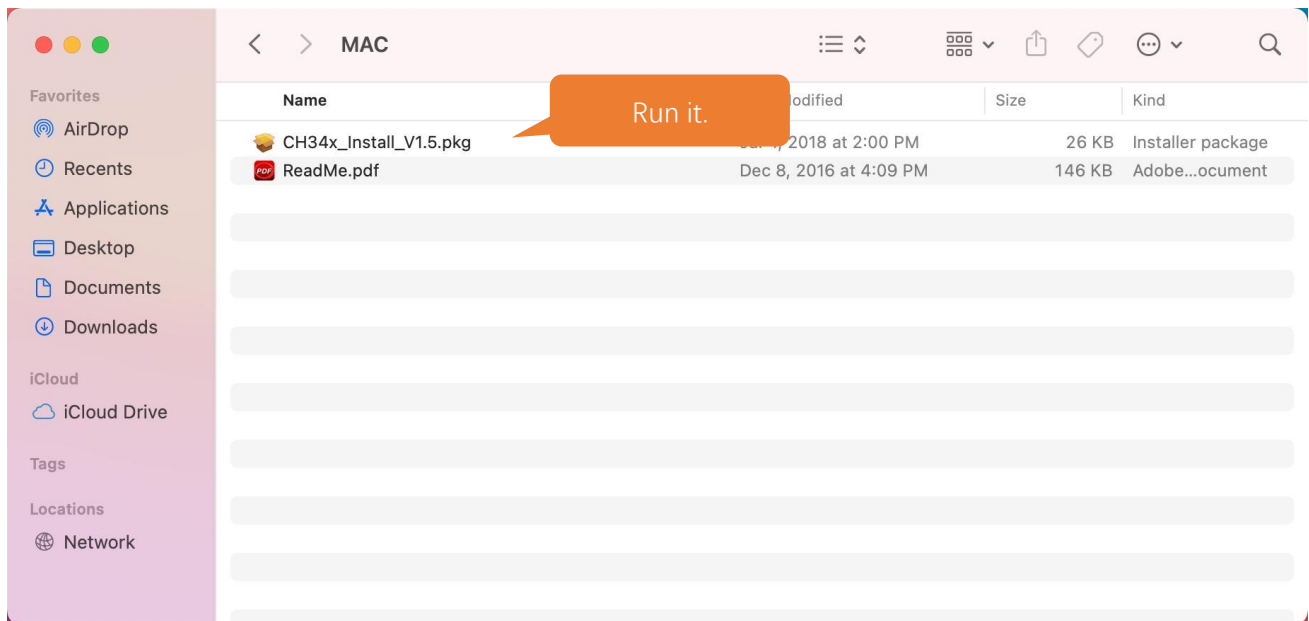 MAC
Favorites
AirDrop
Recents
Applications
Desktop
Documents
Downloads
iCloud
iCloud Drive
Tags
Locations
Network
Name Size Kind
Run it.
CH34x_Install_V1.5.pkg 2018 at 2:00 PM 26 KB Installer package
ReadMe.pdf Dec 8, 2016 at 4:09 PM 146 KB Adobe...ocument
PDF